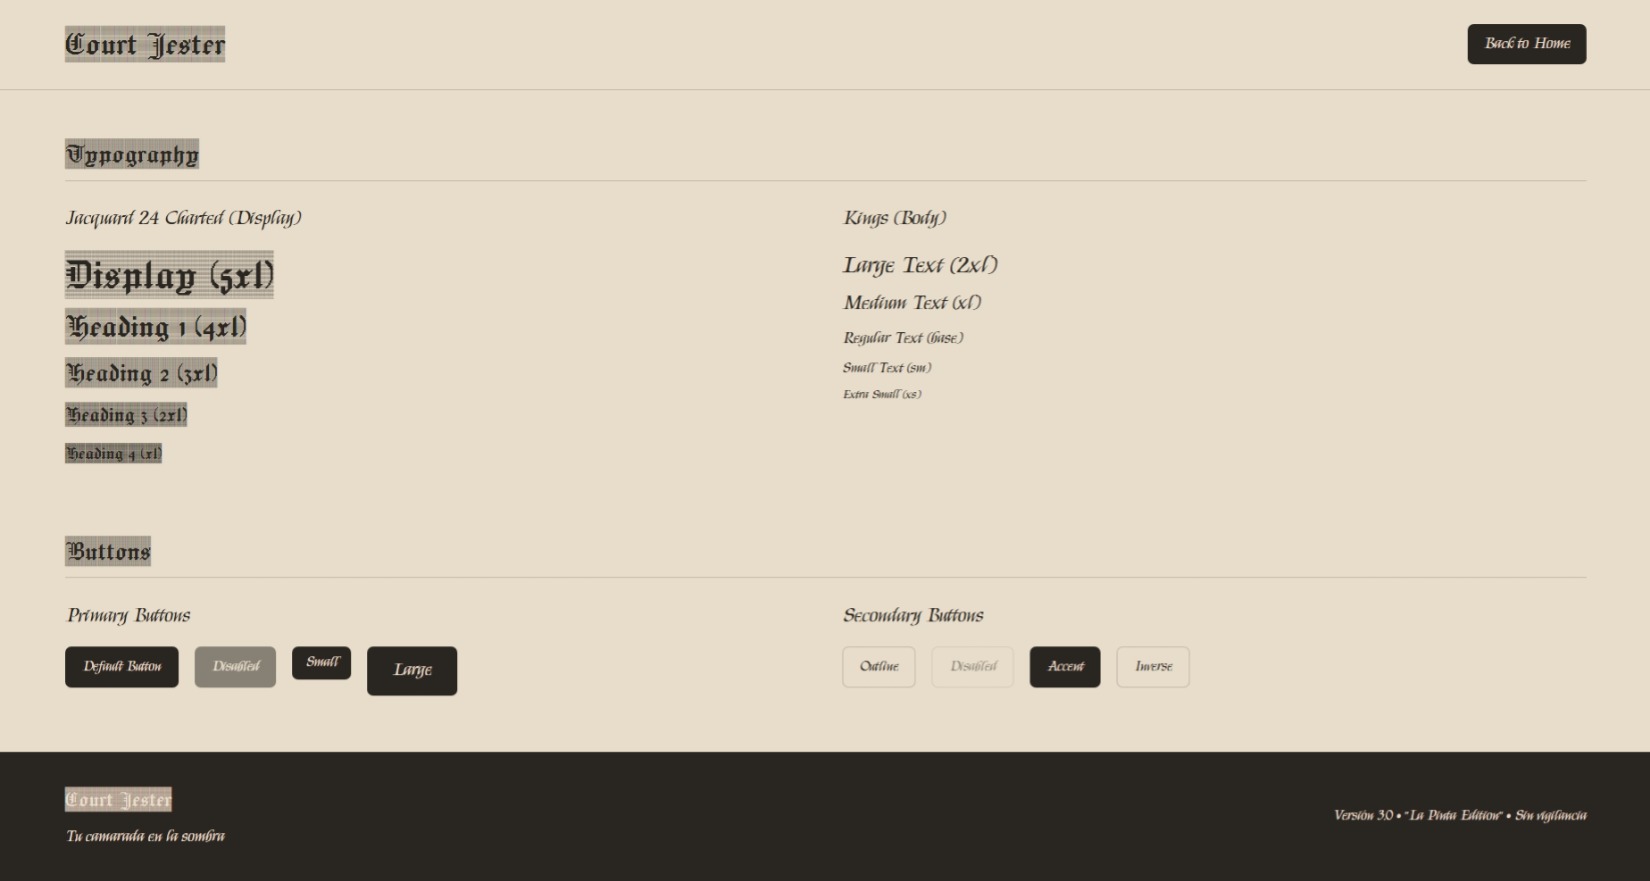 Court Jester
Back to Home
Typography
Jacquard 24 Charted (Display)
Display (5xl)
Heading 1 (4xl)
Heading 2 (3xl)
Heading 3 (2xl)
Heading 4 (xl)
Kings (Body)
Large Text (2xl)
Medium Text (xl)
Regular Text (base)
Small Text (sm)
Extra Small (xs)
Buttons
Primary Buttons
Default Button
Disabled
Small
Large
Secondary Buttons
Outline
Disabled
Accent
Inverse
Court Jester
Tu camarada en la sombra
Versión 3.0 • "La Pinta Edition" • Sin vigilancia